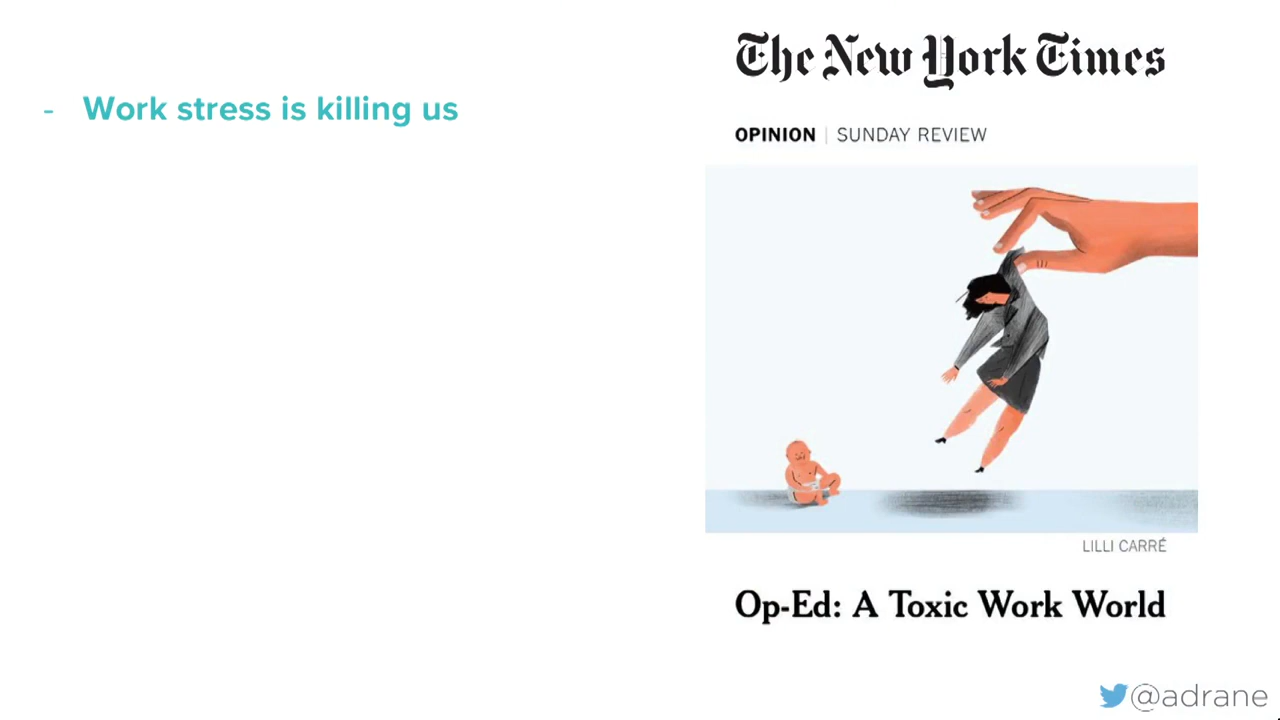 - Work stress is killing us
The New York Times
OPINION | SUNDAY REVIEW
LILLI CARRÉ
Op-Ed: A Toxic Work World
@adrane